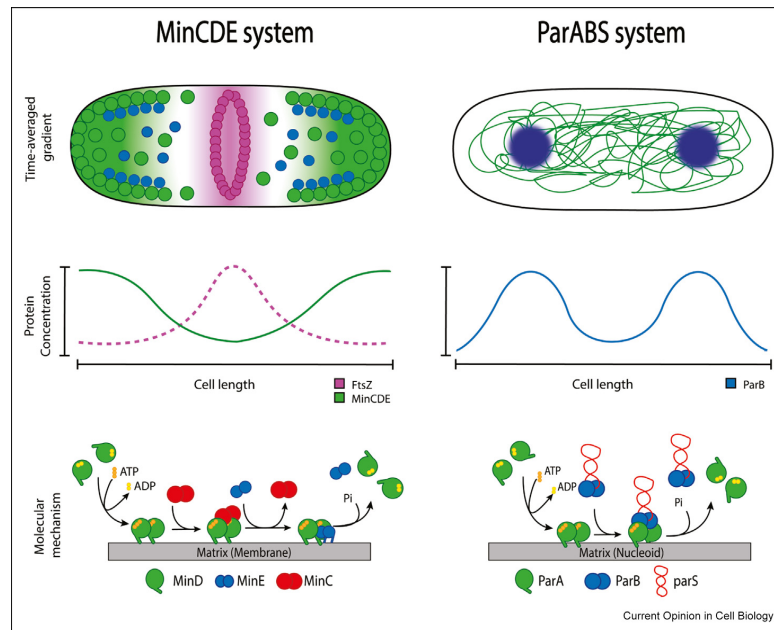 MinCDE system
ParABS system
Time-averaged
gradient
Protein
Concentration
Cell length
FtsZ
MinCDE
Cell length
ParB
Molecular
mechanism
ATP
ADP
Pi
Matrix (Membrane)
MinD
MinE
MinC
ATP
ADP
Pi
Matrix (Nucleoid)
ParA
ParB
parS
Current Opinion in Cell Biology